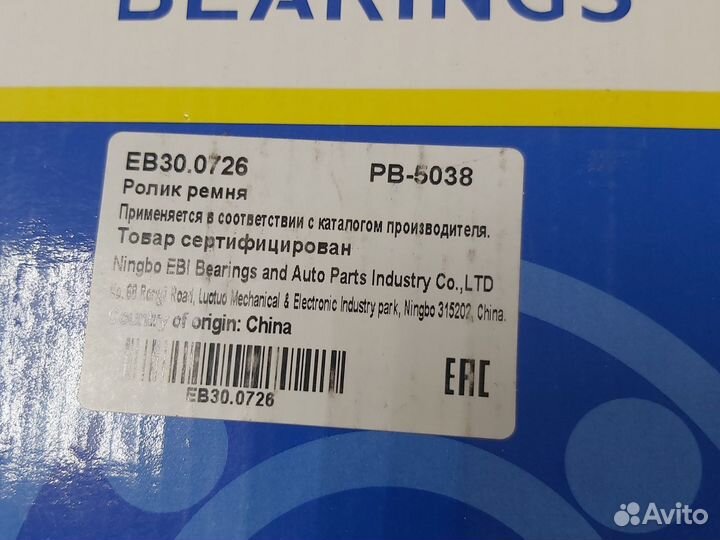 BEARINGS
EB30.0726 PB-5038
Ролик ремня
Применяется в соответствии с каталогом производителя.
Товар сертифицирован
Ningbo EBI Bearings and Auto Parts Industry Co.,LTD
Road, Luotuo Mechanical & Electronic Industry park, Ningbo 315202, China.
Country of origin: China
EAC
EB30.0726
Avito